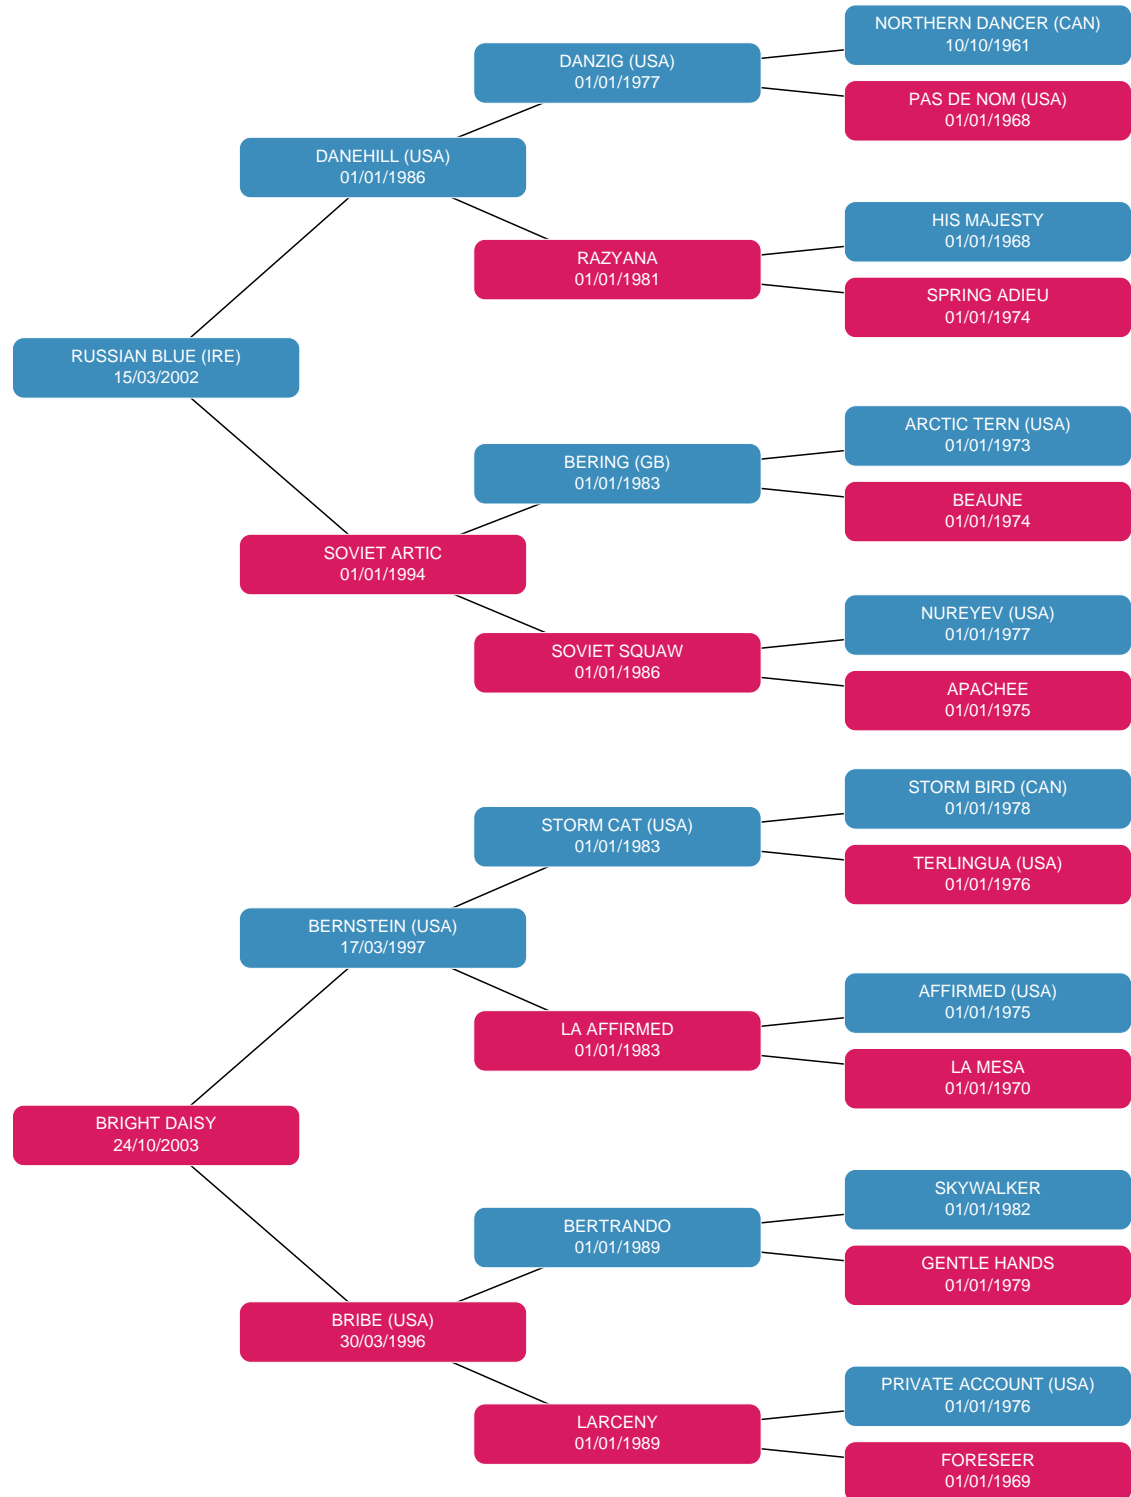 NORTHERN DANCER (CAN)
10/10/1961
DANZIG (USA)
01/01/1977
PAS DE NOM (USA)
01/01/1968
DANEHILL (USA)
01/01/1986
HIS MAJESTY
01/01/1968
RAZYANA
01/01/1981
SPRING ADIEU
01/01/1974
RUSSIAN BLUE (IRE)
15/03/2002
ARCTIC TERN (USA)
01/01/1973
BERING (GB)
01/01/1983
BEAUNE
01/01/1974
SOVIET ARTIC
01/01/1994
NUREYEV (USA)
01/01/1977
SOVIET SQUAW
01/01/1986
APACHEE
01/01/1975
STORM BIRD (CAN)
01/01/1978
STORM CAT (USA)
01/01/1983
TERLINGUA (USA)
01/01/1976
BERNSTEIN (USA)
17/03/1997
AFFIRMED (USA)
01/01/1975
LA AFFIRMED
01/01/1983
LA MESA
01/01/1970
BRIGHT DAISY
24/10/2003
SKYWALKER
01/01/1982
BERTRANDO
01/01/1989
GENTLE HANDS
01/01/1979
BRIBE (USA)
30/03/1996
PRIVATE ACCOUNT (USA)
01/01/1976
LARCENY
01/01/1989
FORESEER
01/01/1969